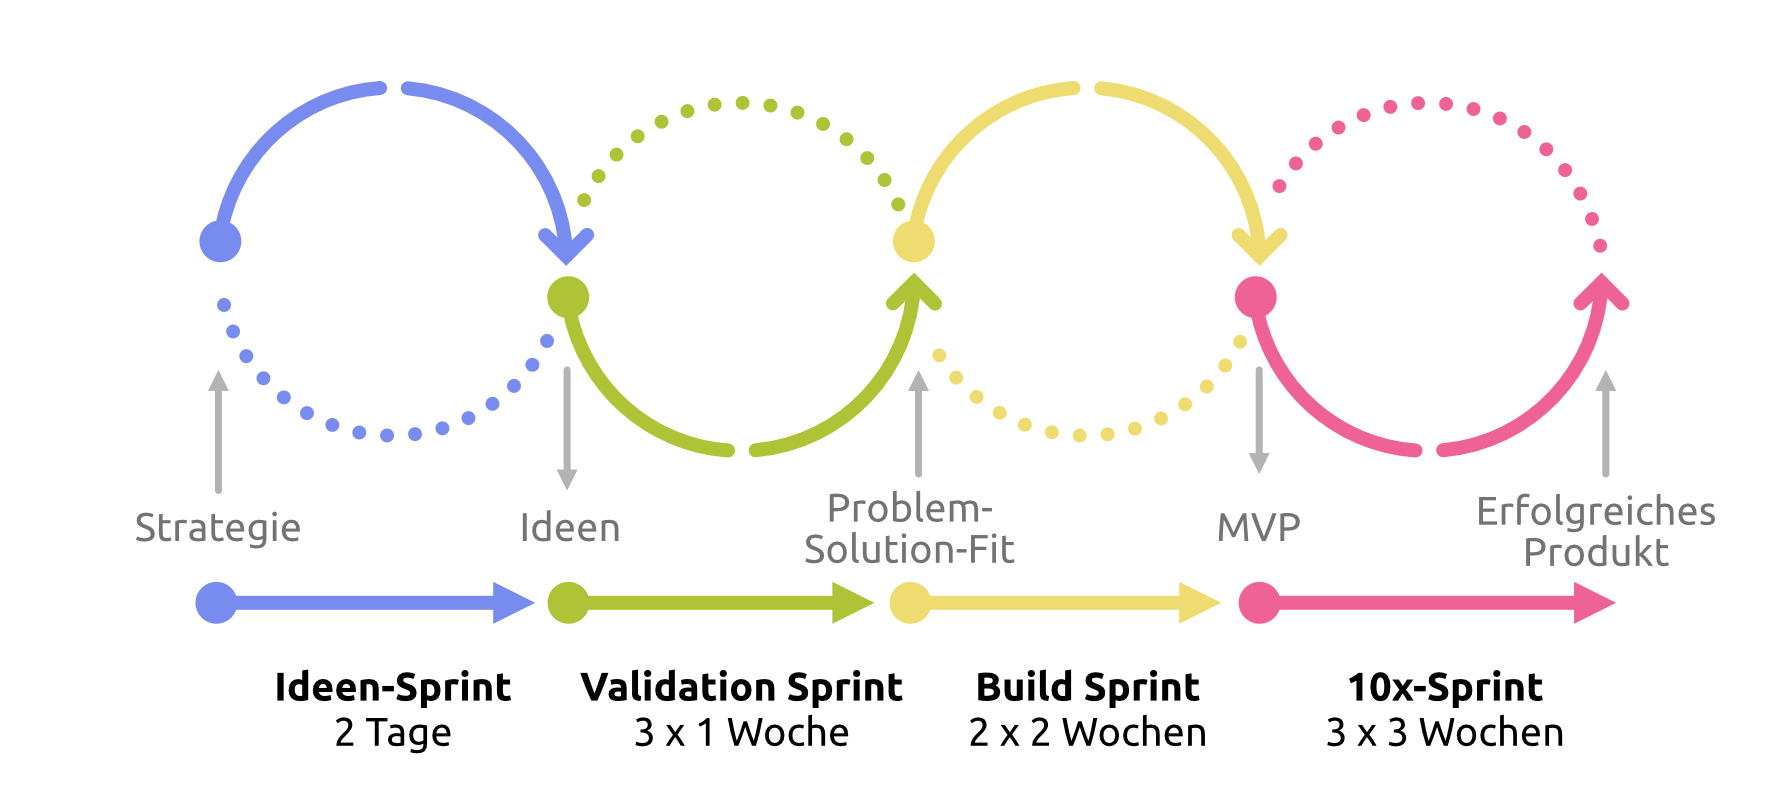 Strategie
Ideen
Problem-
Solution-Fit
MVP
Erfolgreiches
Produkt
Ideen-Sprint
2 Tage
Validation Sprint
3 x 1 Woche
Build Sprint
2 x 2 Wochen
10x-Sprint
3 x 3 Wochen